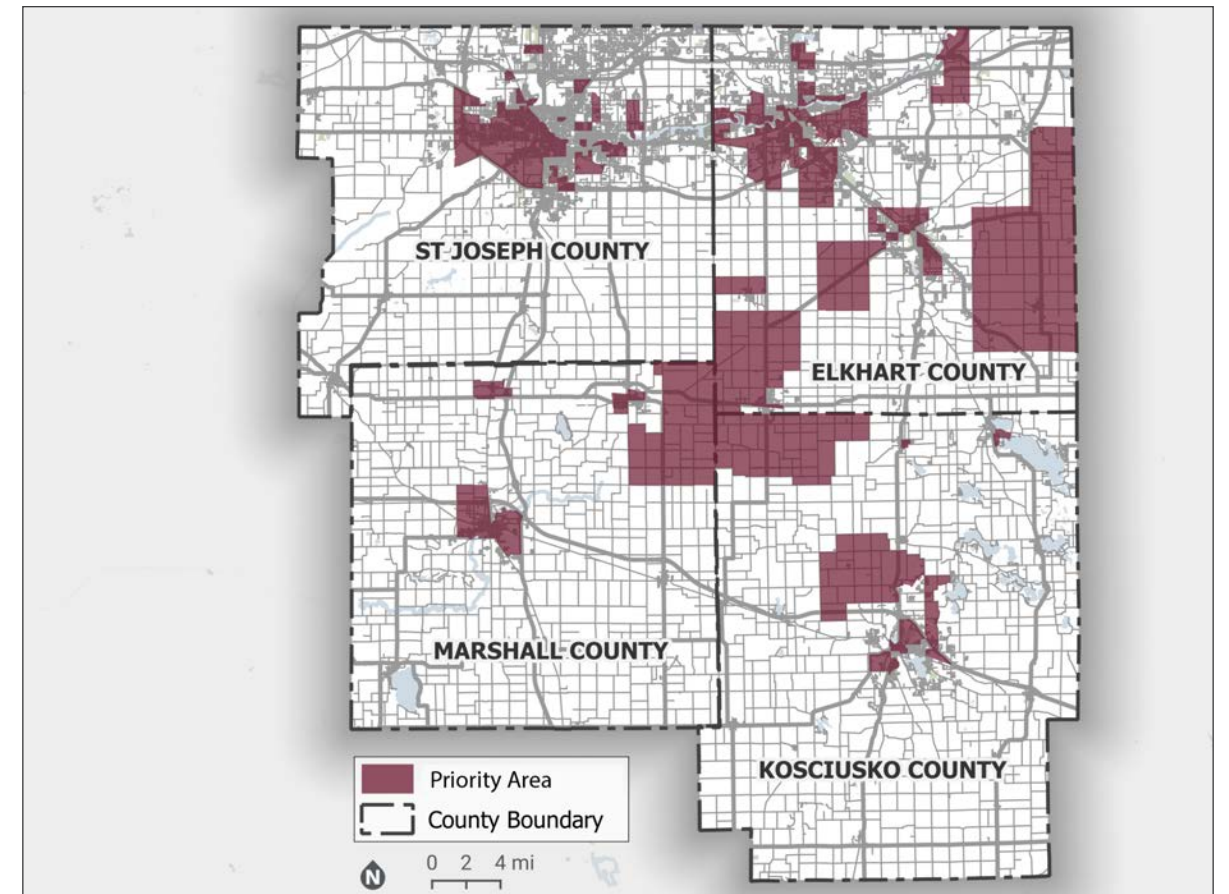 ST JOSEPH COUNTY
ELKHART COUNTY
MARSHALL COUNTY
KOSCIUSKO COUNTY
Priority Area
County Boundary
N
0 2 4 mi